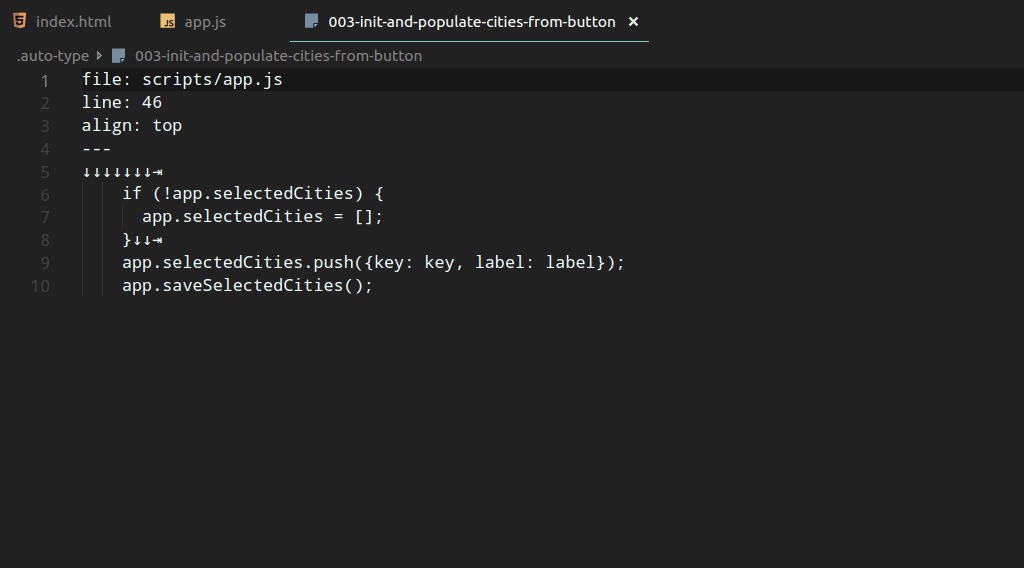 index.html JS app.js 003-init-and-populate-cities-from-button ×
.auto-type 003-init-and-populate-cities-from-button
1 file: scripts/app.js
2 line: 46
3 align: top
4 ---
5 ↓↓↓↓↓↓↓⇥
6 if (!app.selectedCities) {
7 app.selectedCities = [];
8 }↓↓⇥
9 app.selectedCities.push({key: key, label: label});
10 app.saveSelectedCities();